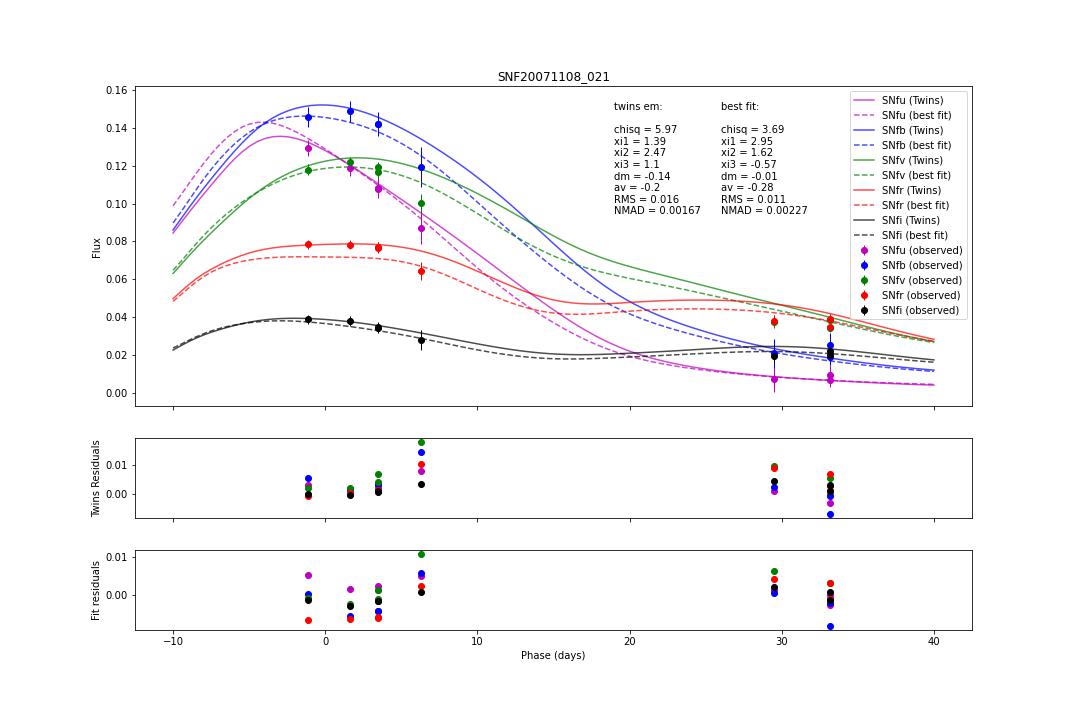 SNF20071108_021
0.16
0.14
0.12
0.10
0.08
0.06
0.04
0.02
0.00
Flux
twins em:
chisq = 5.97
xi1 = 1.39
xi2 = 2.47
xi3 = 1.1
dm = -0.14
av = -0.2
RMS = 0.016
NMAD = 0.00167
best fit:
chisq = 3.69
xi1 = 2.95
xi2 = 1.62
xi3 = -0.57
dm = -0.01
av = -0.28
RMS = 0.011
NMAD = 0.00227
SNfu (Twins)
SNfu (best fit)
SNfb (Twins)
SNfb (best fit)
SNfv (Twins)
SNfv (best fit)
SNfr (Twins)
SNfr (best fit)
SNfi (Twins)
SNfi (best fit)
SNfu (observed)
SNfb (observed)
SNfv (observed)
SNfr (observed)
SNfi (observed)
0.01
0.00
Twins Residuals
0.01
0.00
Fit residuals
−10
0
10
20
30
40
Phase (days)